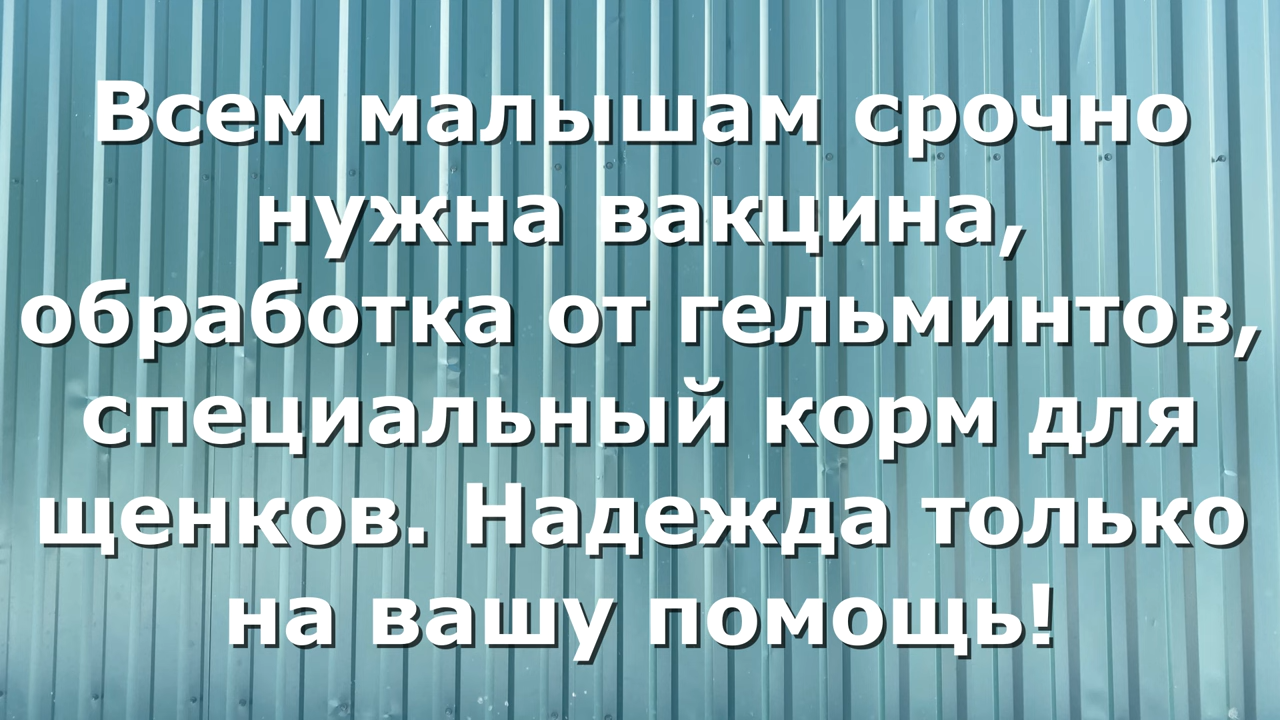 Всем малышам срочно
нужна вакцина,
обработка от гельминтов,
специальный корм для
щенков. Надежда только
на вашу помощь!